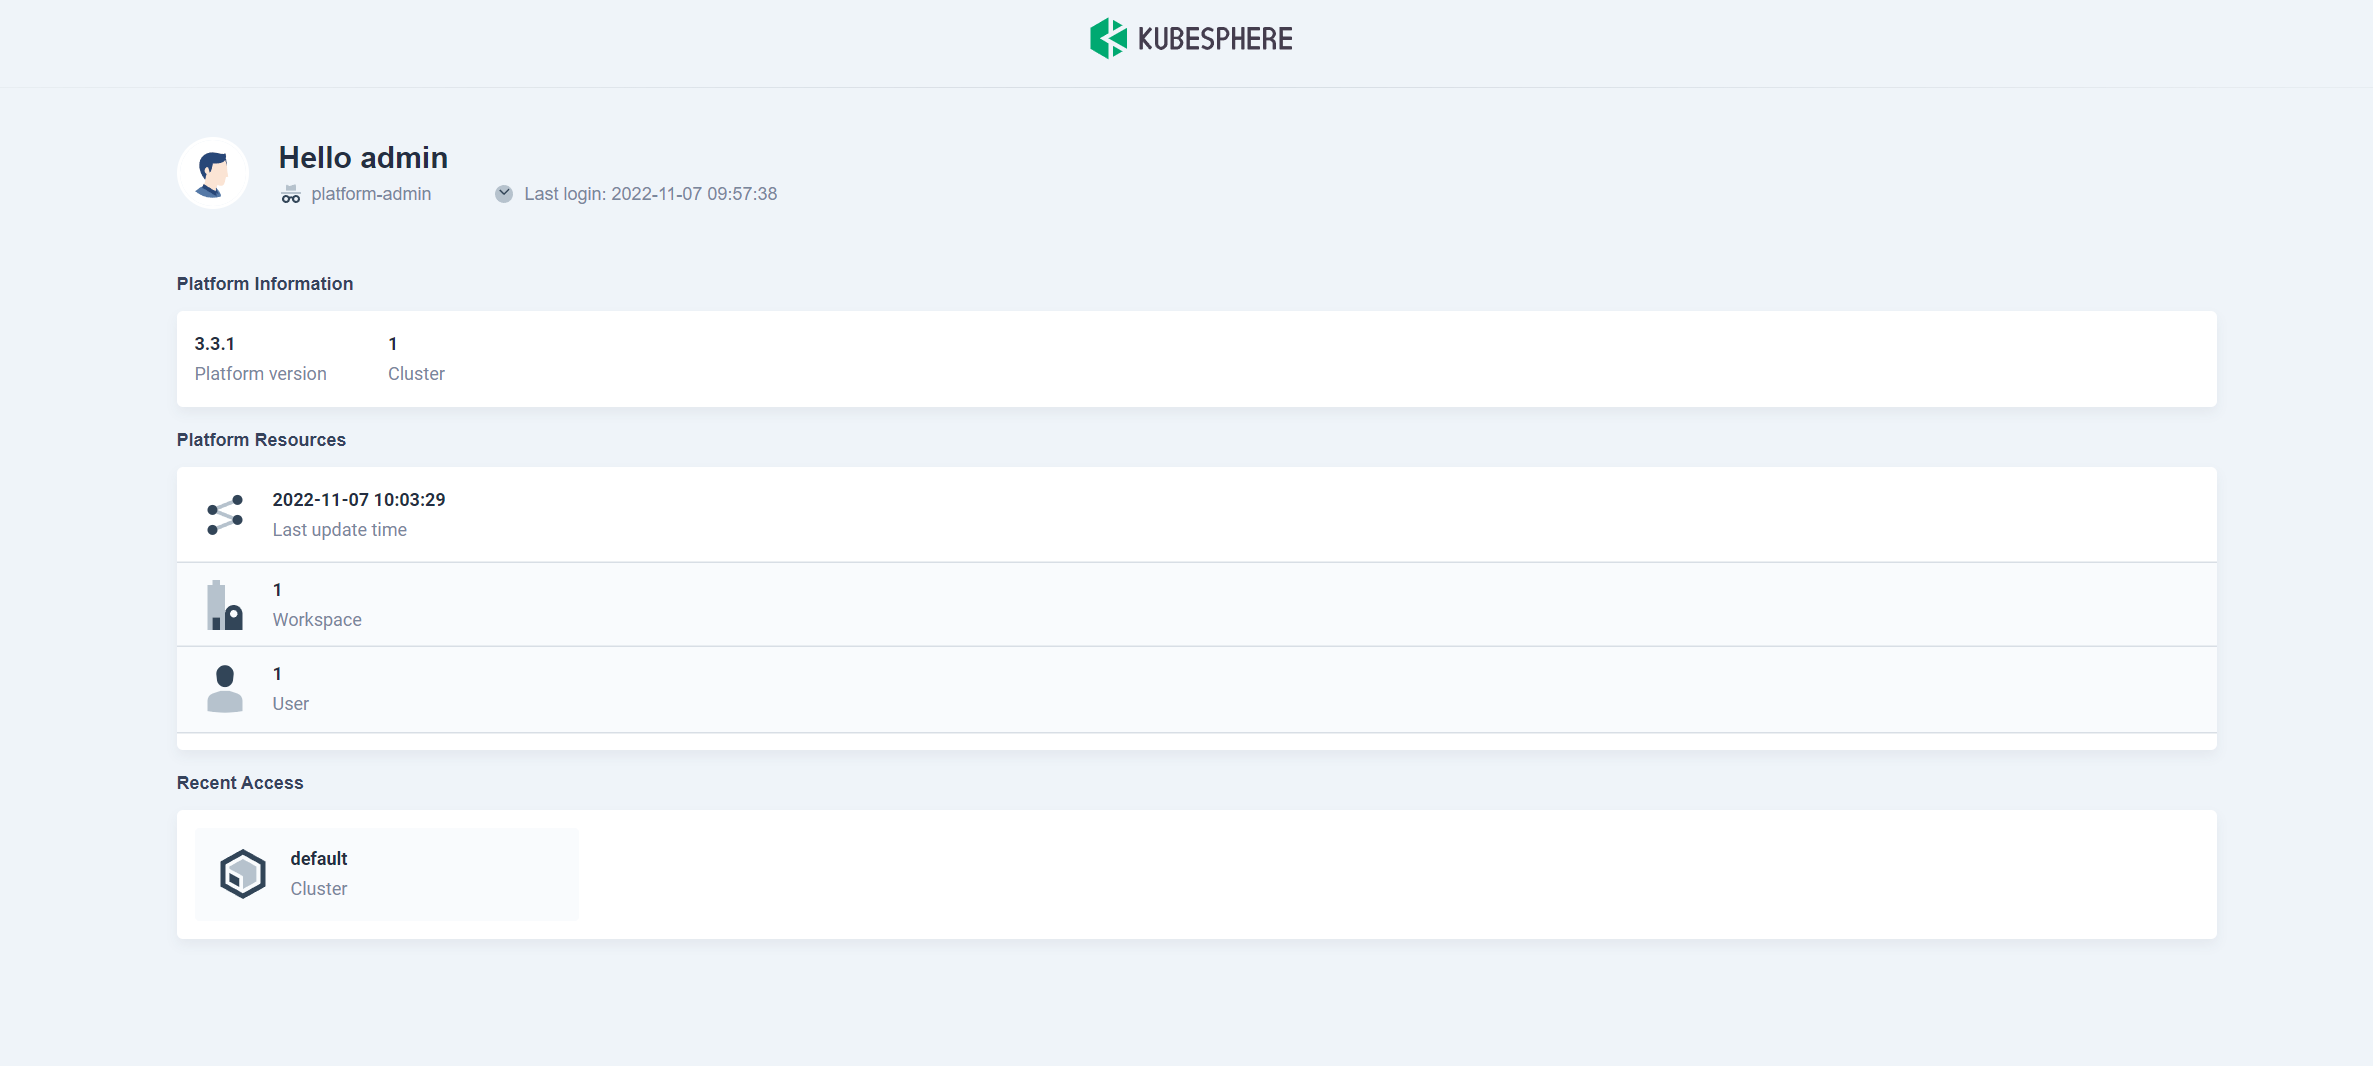 KUBESPHERE
Hello admin
platform-admin
Last login: 2022-11-07 09:57:38
Platform Information
3.3.1
Platform version
1
Cluster
Platform Resources
2022-11-07 10:03:29
Last update time
1
Workspace
1
User
Recent Access
default
Cluster